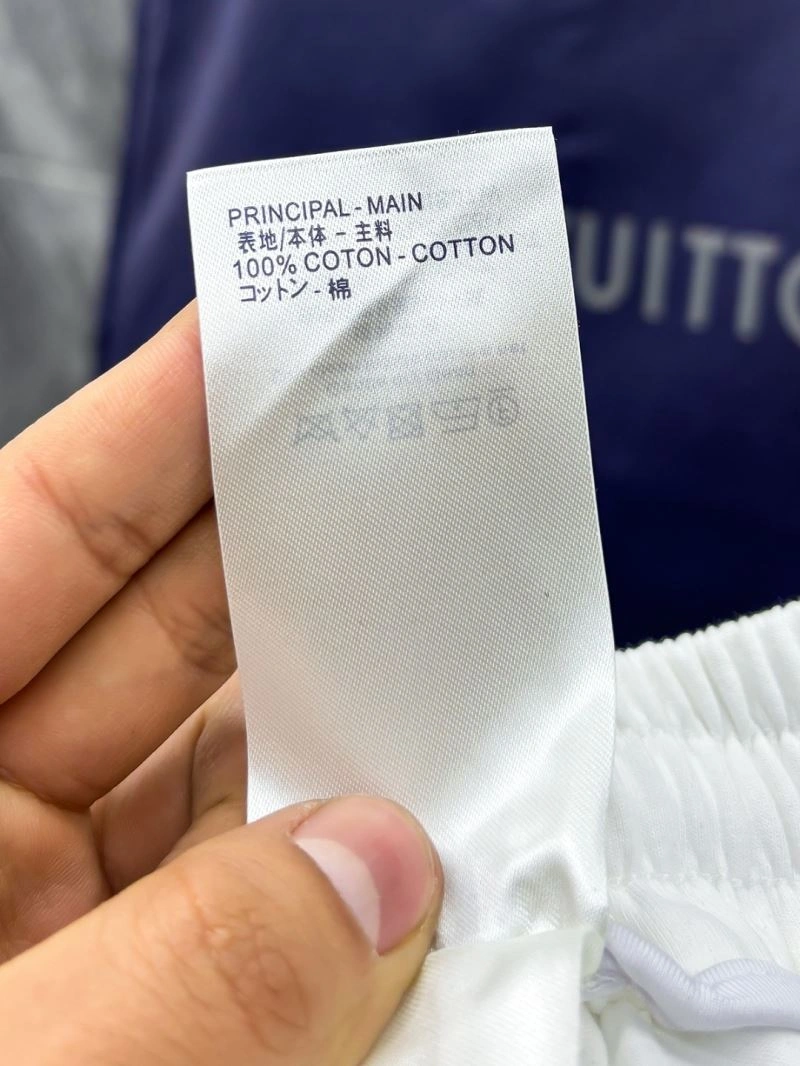 PRINCIPAL - MAIN
表地/本体 - 主料
100% COTON - COTTON
コットン - 棉
UITTO